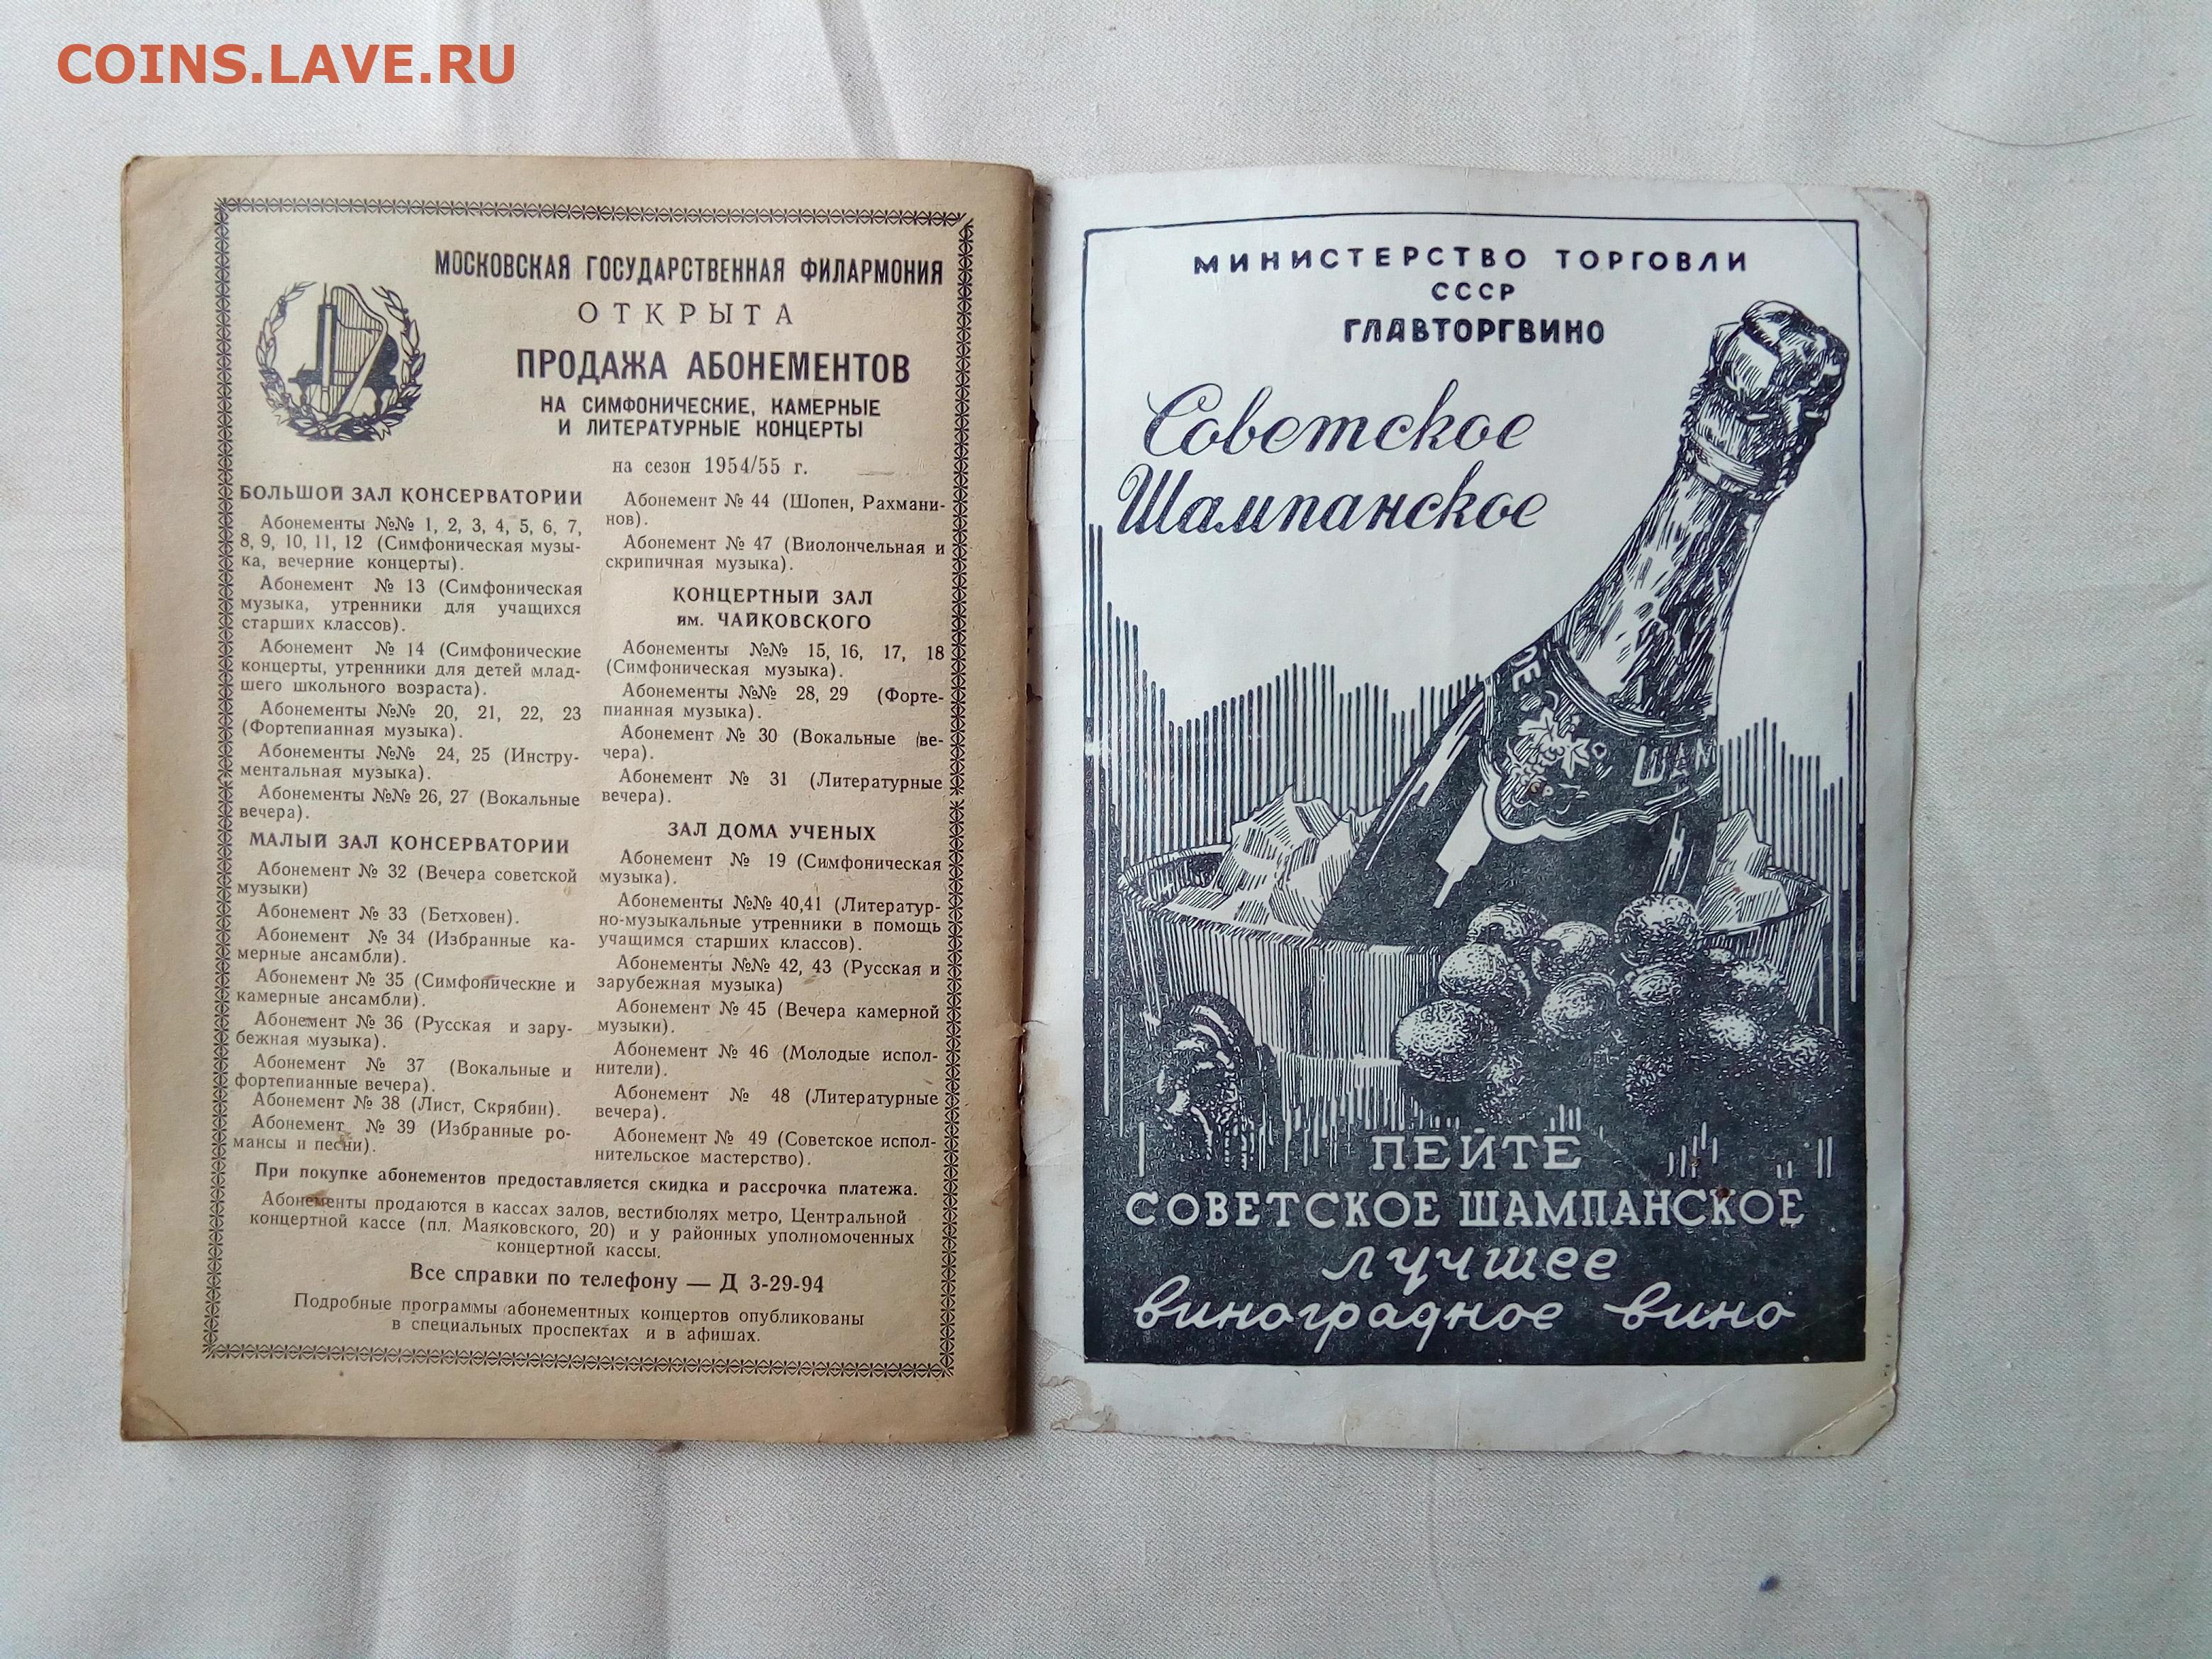 COINS.LAVE.RU
МОСКОВСКАЯ ГОСУДАРСТВЕННАЯ ФИЛАРМОНИЯ
ОТКРЫТА
ПРОДАЖА АБОНЕМЕНТОВ
НА СИМФОНИЧЕСКИЕ, КАМЕРНЫЕ
И ЛИТЕРАТУРНЫЕ КОНЦЕРТЫ
на сезон 1954/55 г.
БОЛЬШОЙ ЗАЛ КОНСЕРВАТОРИИ
Абонементы №№ 1, 2, 3, 4, 5, 6, 7,
8, 9, 10, 11, 12 (Симфоническая музы-
ка, вечерние концерты).
Абонемент № 13 (Симфоническая
музыка, утренники для учащихся
старших классов).
Абонемент № 14 (Симфонические
концерты, утренники для детей млад-
шего школьного возраста).
Абонементы №№ 20, 21, 22, 23
(Фортепианная музыка).
Абонементы №№ 24, 25 (Инстру-
ментальная музыка).
Абонементы №№ 26, 27 (Вокальные
вечера).
МАЛЫЙ ЗАЛ КОНСЕРВАТОРИИ
Абонемент № 32 (Вечера советской
музыки)
Абонемент № 33 (Бетховен).
Абонемент № 34 (Избранные ка-
мерные ансамбли).
Абонемент № 35 (Симфонические и
камерные ансамбли).
Абонемент № 36 (Русская и зару-
бежная музыка).
Абонемент № 37 (Вокальные и
фортепианные вечера).
Абонемент № 38 (Лист, Скрябин).
Абонемент № 39 (Избранные ро-
мансы и песни).
Абонемент № 44 (Шопен, Рахмани-
нов).
Абонемент № 47 (Виолончельная и
скрипичная музыка).
КОНЦЕРТНЫЙ ЗАЛ
им. ЧАЙКОВСКОГО
Абонементы №№ 15, 16, 17, 18
(Симфоническая музыка).
Абонементы №№ 28, 29 (Форте-
пианная музыка).
Абонемент № 30 (Вокальные ве-
чера).
Абонемент № 31 (Литературные
вечера).
ЗАЛ ДОМА УЧЕНЫХ
Абонемент № 19 (Симфоническая
музыка).
Абонементы №№ 40,41 (Литератур-
но-музыкальные утренники в помощь
учащимся старших классов).
Абонементы №№ 42, 43 (Русская и
зарубежная музыка)
Абонемент № 45 (Вечера камерной
музыки).
Абонемент № 46 (Молодые испол-
нители).
Абонемент № 48 (Литературные
вечера).
Абонемент № 49 (Советское испол-
нительское мастерство).
При покупке абонементов предоставляется скидка и рассрочка платежа.
Абонементы продаются в кассах залов, вестибюлях метро, Центральной
концертной кассе (пл. Маяковского, 20) и у районных уполномоченных
концертной кассы.
Все справки по телефону — Д 3-29-94
Подробные программы абонементных концертов опубликованы
в специальных проспектах и в афишах.
МИНИСТЕРСТВО ТОРГОВЛИ
СССР
ГЛАВТОРГВИНО
Советское
Шампанское
ОЕ
ШАМ
ПЕЙТЕ
СОВЕТСКОЕ ШАМПАНСКОЕ
лучшее
виноградное вино